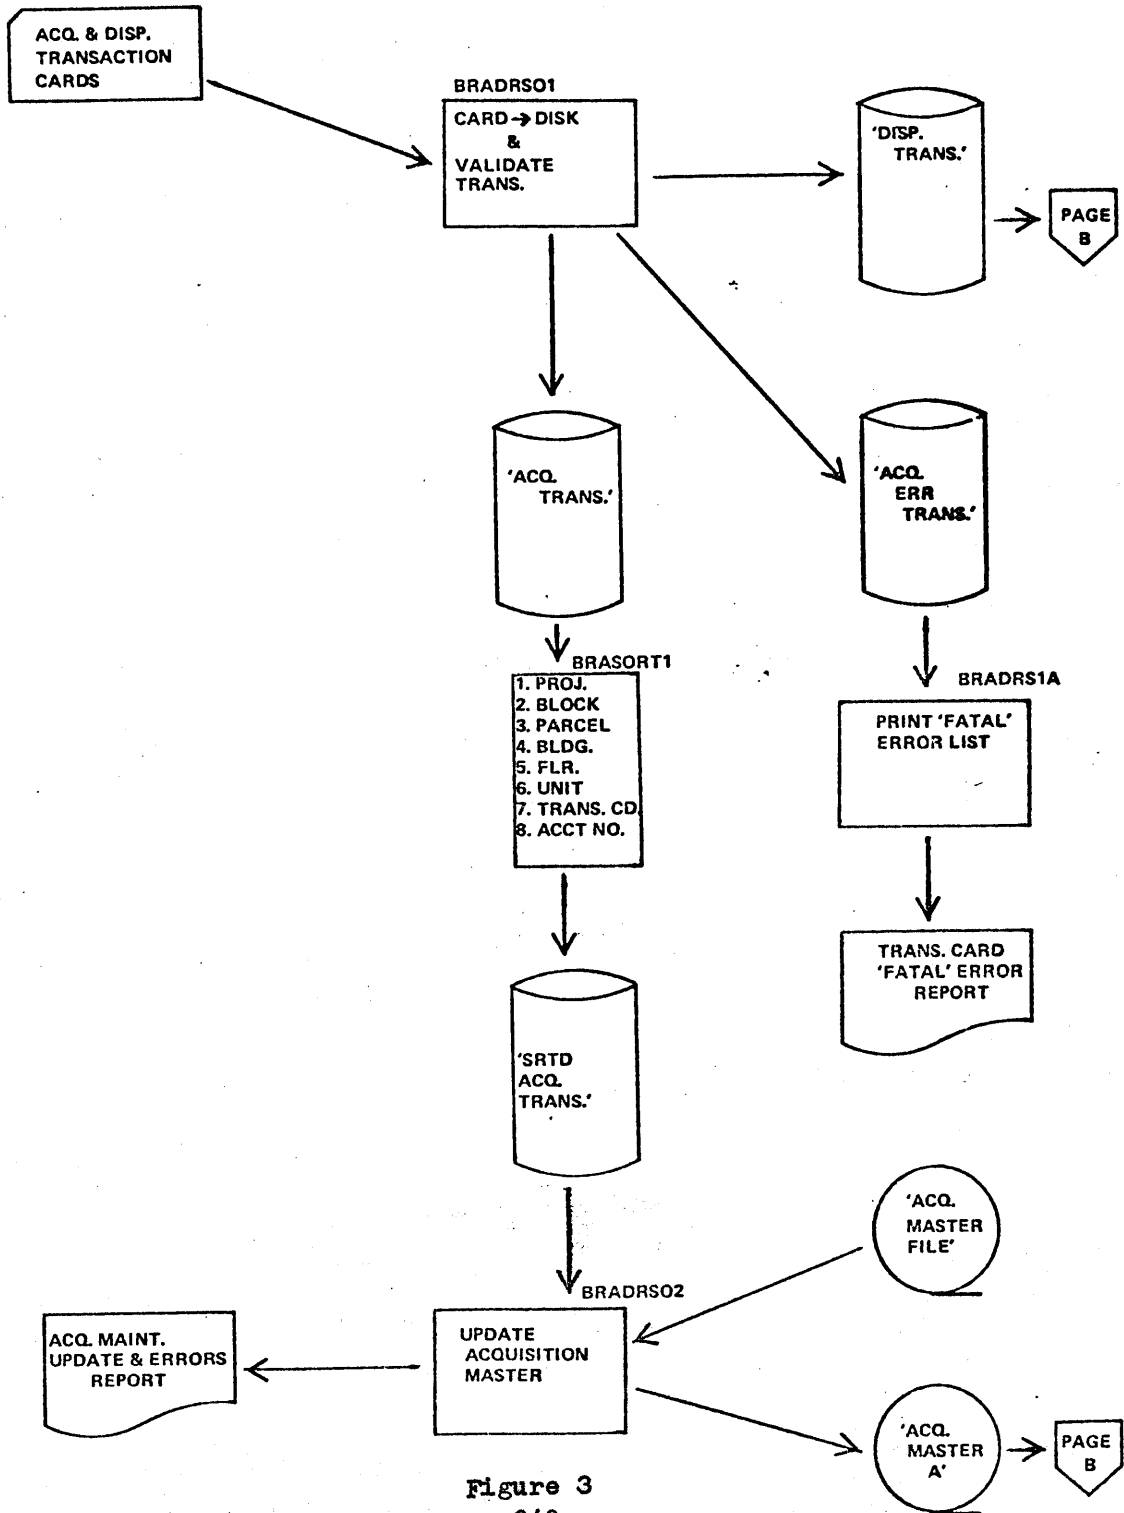 ACQ. & DISP.
TRANSACTION
CARDS
BRADRSO1
CARD→DISK
&
VALIDATE
TRANS.
'DISP.
TRANS.'
PAGE
B
'ACQ.
TRANS.'
'ACQ.
ERR
TRANS.'
BRASORT1
1. PROJ.
2. BLOCK
3. PARCEL
4. BLDG.
5. FLR.
6. UNIT
7. TRANS. CD.
8. ACCT NO.
BRADRS1A
PRINT 'FATAL'
ERROR LIST
TRANS. CARD
'FATAL' ERROR
REPORT
'SRTD
ACQ.
TRANS.'
'ACQ.
MASTER
FILE'
BRADRSO2
UPDATE
ACQUISITION
MASTER
ACQ. MAINT.
UPDATE & ERRORS
REPORT
'ACQ.
MASTER
A'
PAGE
B
Figure 3